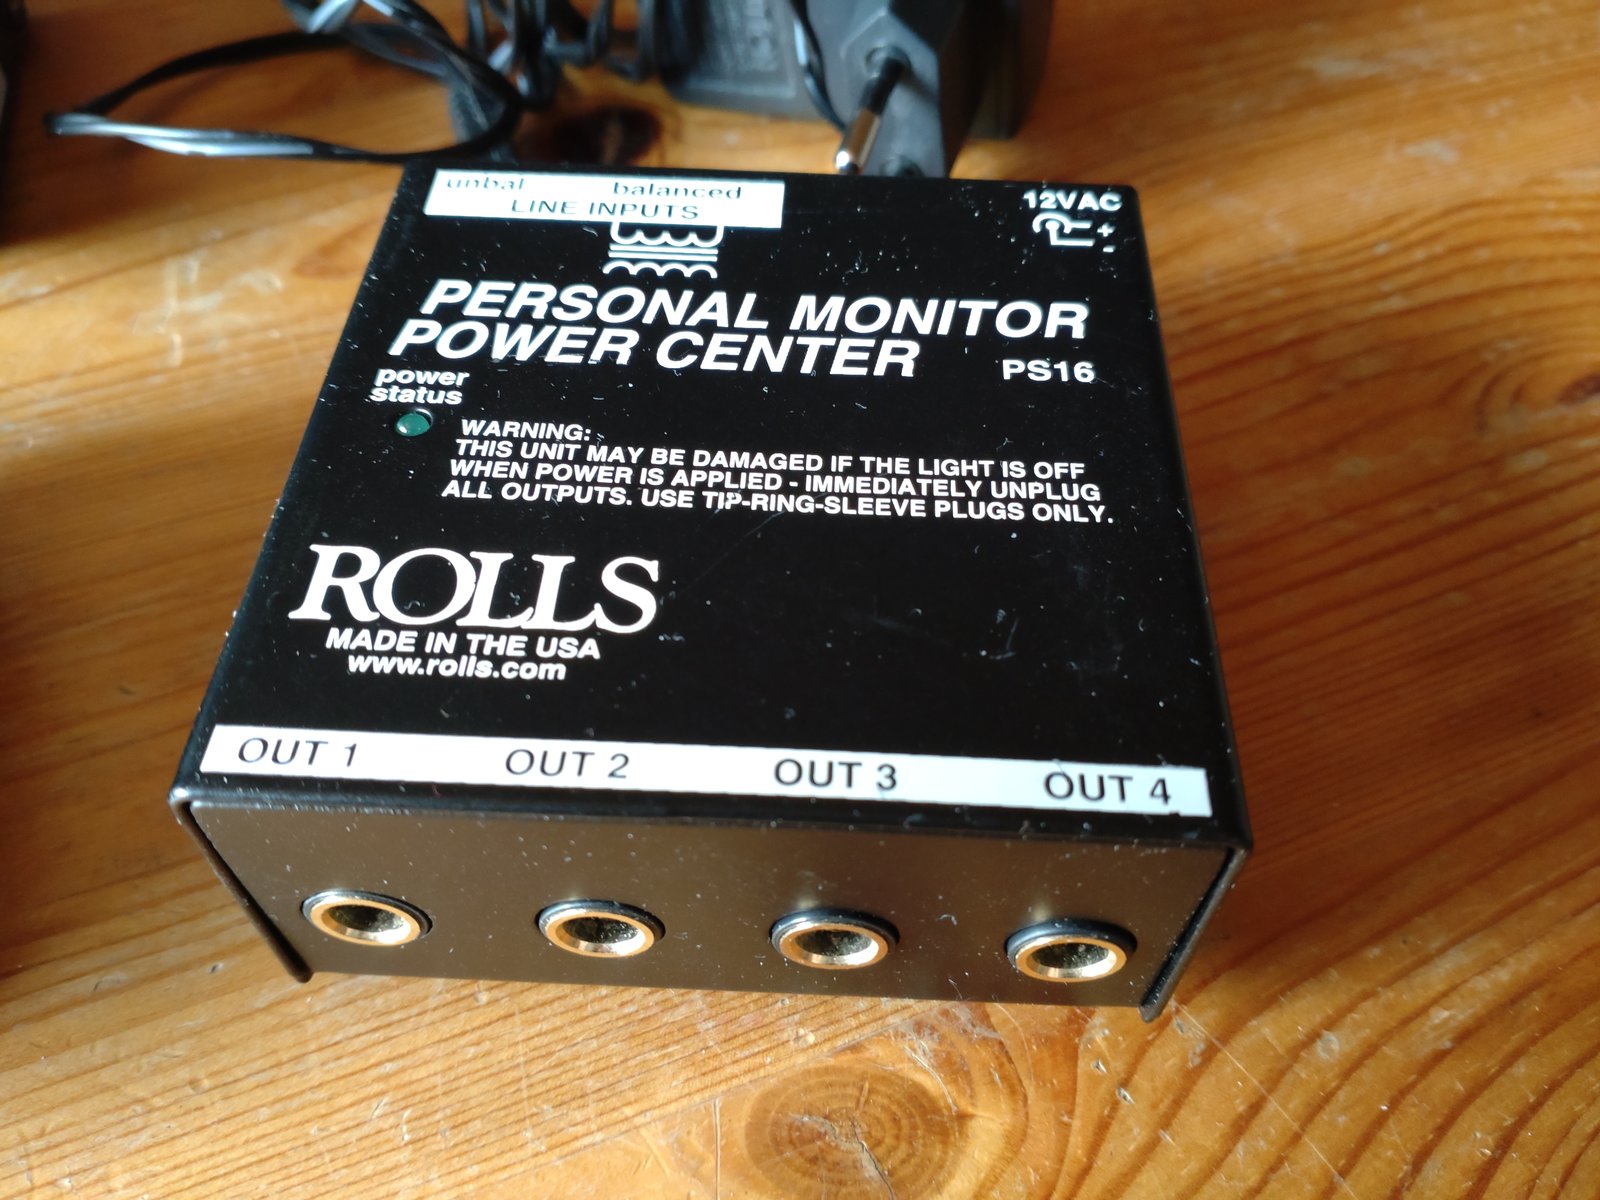 unbal balanced
LINE INPUTS
12VAC
+
-
PERSONAL MONITOR
POWER CENTER PS16
power
status
WARNING:
THIS UNIT MAY BE DAMAGED IF THE LIGHT IS OFF
WHEN POWER IS APPLIED - IMMEDIATELY UNPLUG
ALL OUTPUTS. USE TIP-RING-SLEEVE PLUGS ONLY.
ROLLS
MADE IN THE USA
www.rolls.com
OUT 1 OUT 2 OUT 3 OUT 4